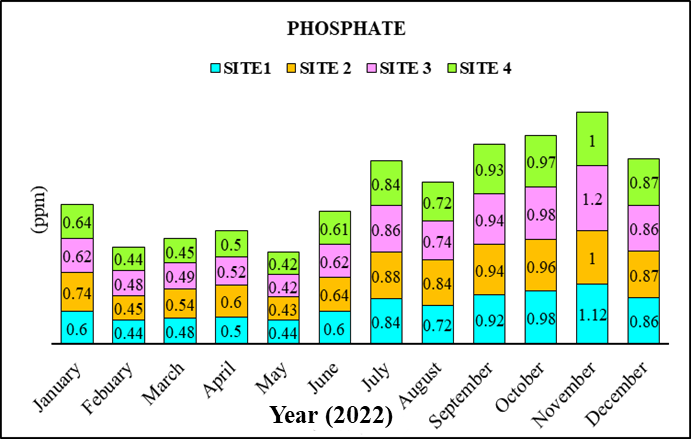 PHOSPHATE
SITE1 SITE 2 SITE 3 SITE 4
(ppm)
0.64 0.44 0.45 0.5 0.42 0.61 0.84 0.72 0.93 0.97 1 0.87
0.62 0.48 0.49 0.52 0.42 0.62 0.86 0.74 0.94 0.98 1.2 0.86
0.74 0.45 0.54 0.6 0.43 0.64 0.88 0.84 0.94 0.96 1 0.87
0.6 0.44 0.48 0.5 0.44 0.6 0.84 0.72 0.92 0.98 1.12 0.86
January Febuary March April May June July August September October November December
Year (2022)